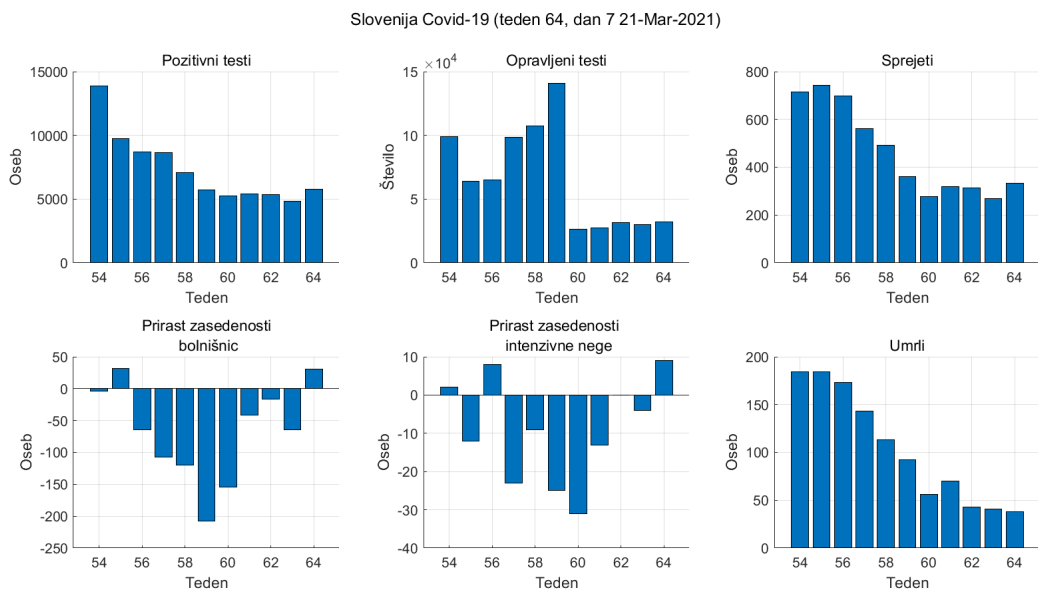 Slovenija Covid-19 (teden 64, dan 7 21-Mar-2021)
Pozitivni testi
15000
10000
5000
0
Oseb
54 56 58 60 62 64
Teden
Opravljeni testi
×10^4
15
10
5
0
Število
54 56 58 60 62 64
Teden
Sprejeti
800
600
400
200
0
Oseb
54 56 58 60 62 64
Teden
Prirast zasedenosti
bolnišnic
50
0
-50
-100
-150
-200
-250
Oseb
54 56 58 60 62 64
Teden
Prirast zasedenosti
intenzivne nege
10
0
-10
-20
-30
-40
Oseb
54 56 58 60 62 64
Teden
Umrli
200
150
100
50
0
Oseb
54 56 58 60 62 64
Teden